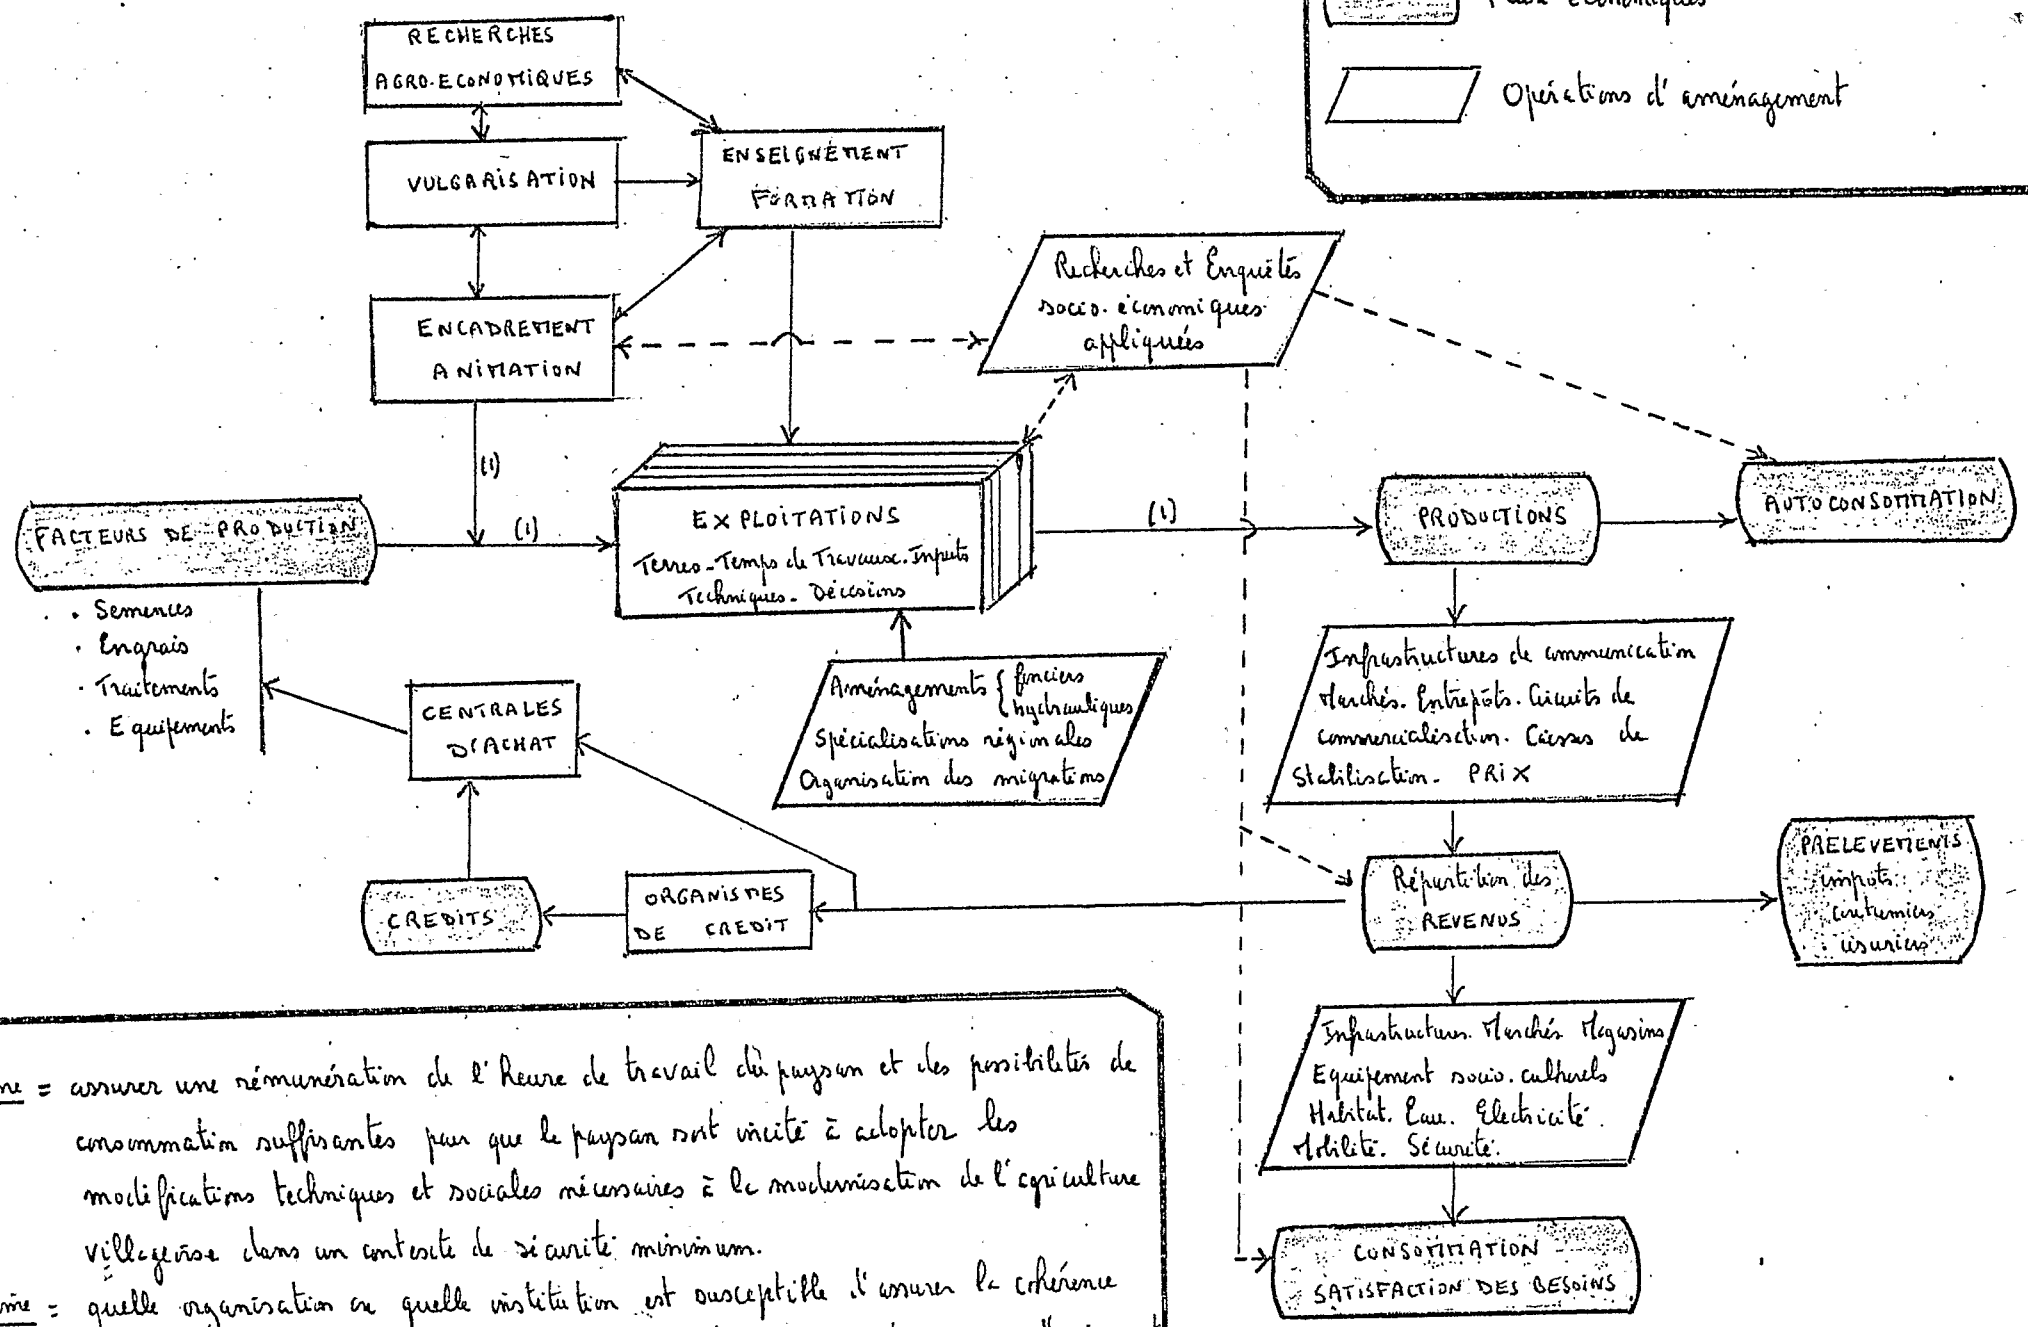 économiques
Opérations d'aménagement
RECHERCHES
AGRO-ECONOMIQUES
VULGARISATION
ENSEIGNEMENT
FORMATION
ENCADREMENT
ANIMATION
Recherches et Enquêtes
socio-économiques
appliquées
(1)
FACTEURS DE PRODUCTION
(1)
EXPLOITATIONS
Terres - Temps de Travaux - Inputs
Techniques - Décisions
(1)
PRODUCTIONS
AUTOCONSOMMATION
. Semences
. Engrais
. Traitements
. Equipements
CENTRALES
D'ACHAT
Aménagements { fonciers
hydrauliques
Spécialisations régionales
Organisation des migrations
Infrastructures de communication
Marchés. Entrepôts. Circuits de
commercialisation. Caisses de
Stabilisation - PRIX
CREDITS
ORGANISMES
DE CREDIT
Répartition des
REVENUS
PRELEVEMENTS
impôts
coutumiers
usuriers
Infrastructures. Marchés Magasins
Equipement socio-culturels
Habitat. Eau. Electricité.
Mobilité. Sécurité.
CONSOMMATION
SATISFACTION DES BESOINS
= assurer une rémunération de l'heure de travail du paysan et des possibilités de
consommation suffisantes pour que le paysan soit incité à adopter les
modifications techniques et sociales nécessaires à la modernisation de l'agriculture
villageoise dans un contexte de sécurité minimum.
= quelle organisation ou quelle institution est susceptible d'assurer la cohérence